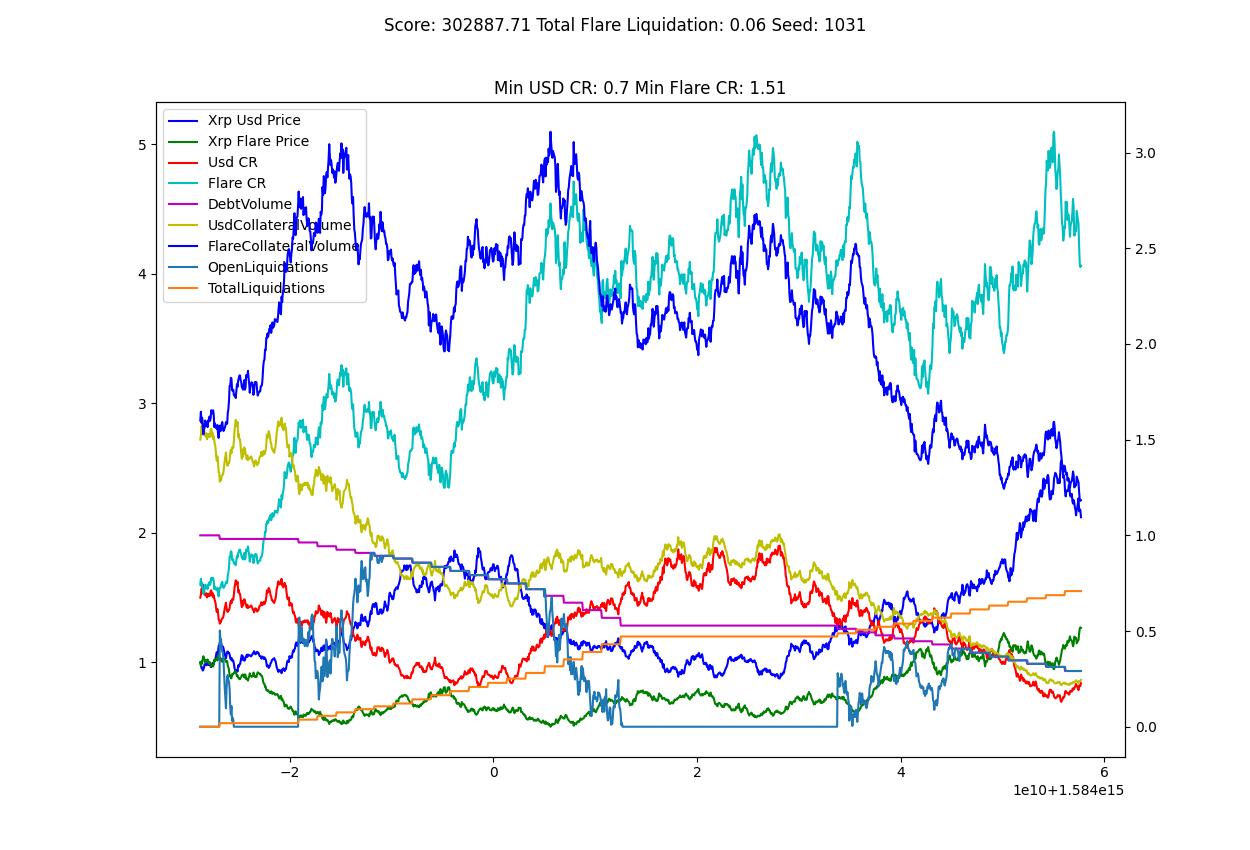 Score: 302887.71 Total Flare Liquidation: 0.06 Seed: 1031
Min USD CR: 0.7 Min Flare CR: 1.51
Xrp Usd Price
Xrp Flare Price
Usd CR
Flare CR
DebtVolume
UsdCollateralVolume
FlareCollateralVolume
OpenLiquidations
TotalLiquidations
5
4
3
2
1
3.0
2.5
2.0
1.5
1.0
0.5
0.0
−2
0
2
4
6
1e10+1.584e15